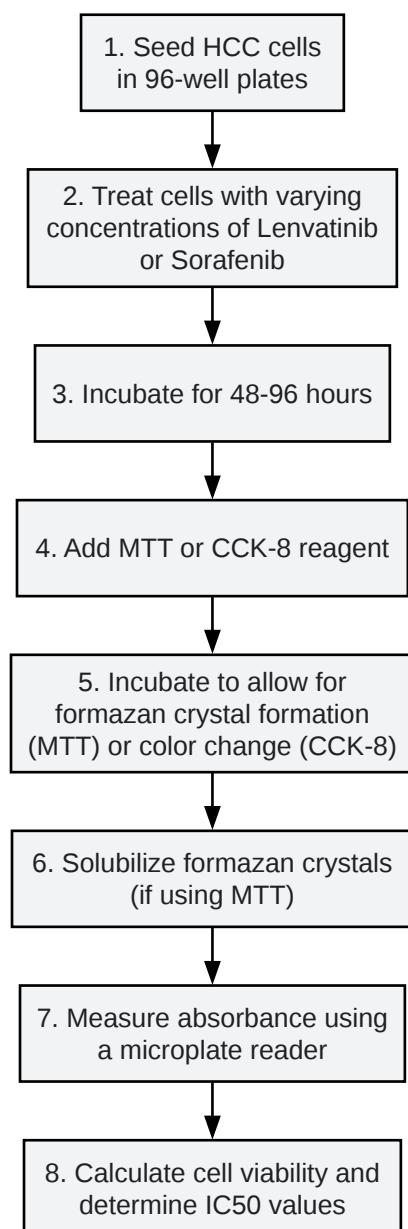 1. Seed HCC cells
in 96-well plates
2. Treat cells with varying
concentrations of Lenvatinib
or Sorafenib
3. Incubate for 48-96 hours
4. Add MTT or CCK-8 reagent
5. Incubate to allow for
formazan crystal formation
(MTT) or color change (CCK-8)
6. Solubilize formazan crystals
(if using MTT)
7. Measure absorbance using
a microplate reader
8. Calculate cell viability and
determine IC50 values